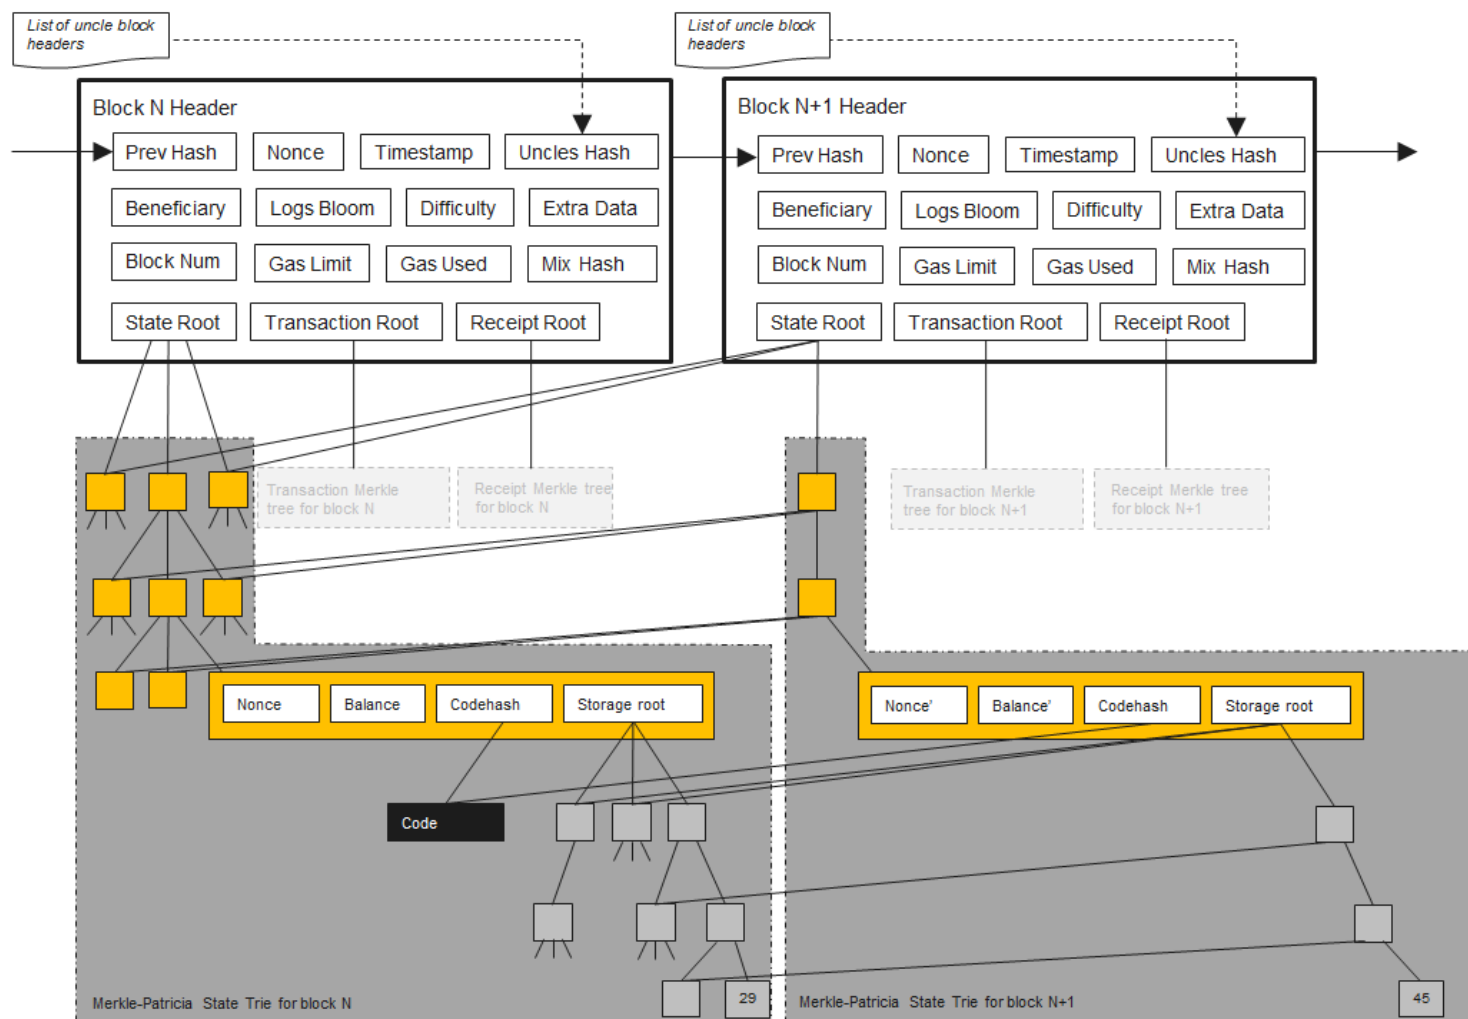 List of uncle block
headers
List of uncle block
headers
Block N Header
Prev Hash
Nonce
Timestamp
Uncles Hash
Beneficiary
Logs Bloom
Difficulty
Extra Data
Block Num
Gas Limit
Gas Used
Mix Hash
State Root
Transaction Root
Receipt Root
Block N+1 Header
Prev Hash
Nonce
Timestamp
Uncles Hash
Beneficiary
Logs Bloom
Difficulty
Extra Data
Block Num
Gas Limit
Gas Used
Mix Hash
State Root
Transaction Root
Receipt Root
Transaction Merkle
tree for block N
Receipt Merkle tree
for block N
Transaction Merkle
tree for block N+1
Receipt Merkle tree
for block N+1
Nonce
Balance
Codehash
Storage root
Nonce'
Balance'
Codehash
Storage root
Code
29
45
Merkle-Patricia State Trie for block N
Merkle-Patricia State Trie for block N+1